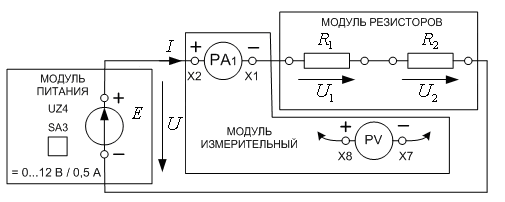 МОДУЛЬ РЕЗИСТОРОВ
I
+
PA1
−
R1
R2
X2
X1
МОДУЛЬ
ПИТАНИЯ
UZ4
SA3
+
E
−
= 0...12 В / 0,5 А
U
U1
U2
МОДУЛЬ
ИЗМЕРИТЕЛЬНЫЙ
+
PV
−
X8
X7